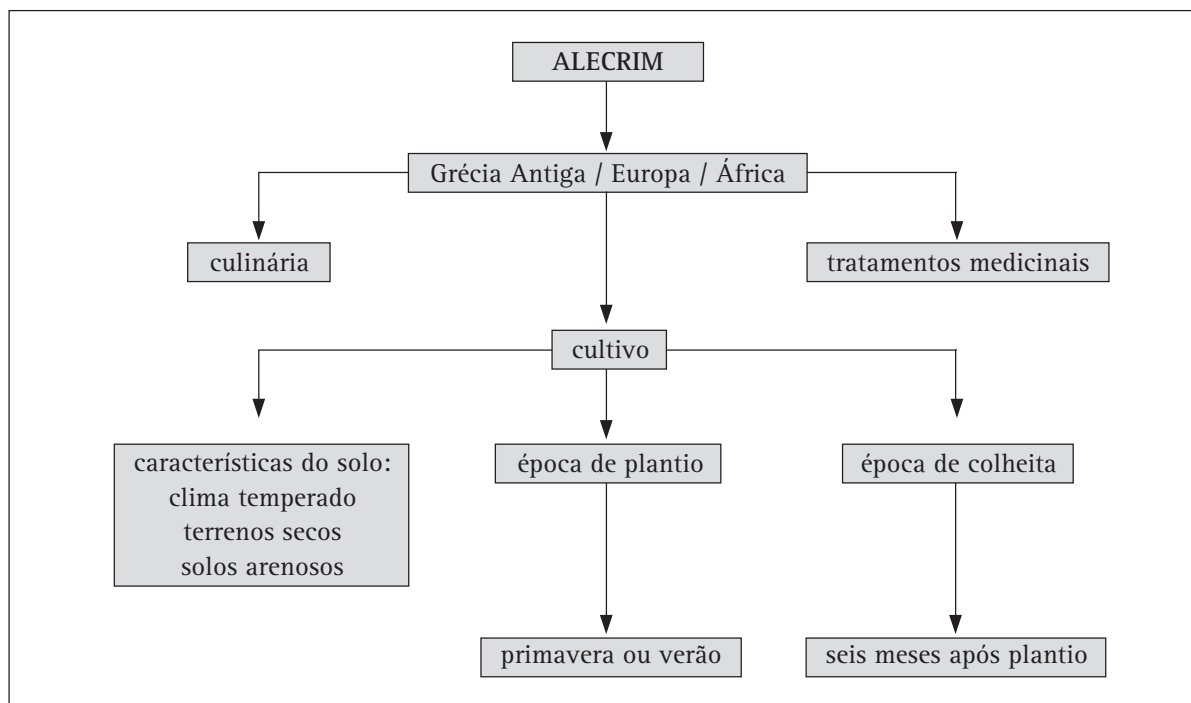 ALECRIM
Grécia Antiga / Europa / África
culinária
tratamentos medicinais
cultivo
características do solo:
clima temperado
terrenos secos
solos arenosos
época de plantio
época de colheita
primavera ou verão
seis meses após plantio